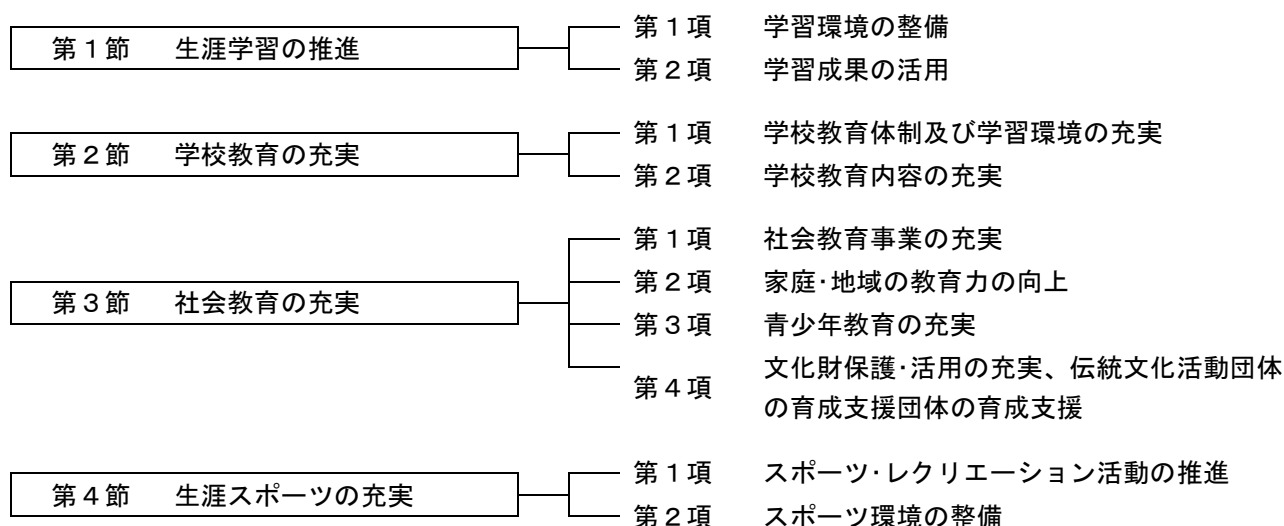 第1節 生涯学習の推進
第1項 学習環境の整備
第2項 学習成果の活用
第2節 学校教育の充実
第1項 学校教育体制及び学習環境の充実
第2項 学校教育内容の充実
第3節 社会教育の充実
第1項 社会教育事業の充実
第2項 家庭･地域の教育力の向上
第3項 青少年教育の充実
第4項 文化財保護･活用の充実、伝統文化活動団体
の育成支援団体の育成支援
第4節 生涯スポーツの充実
第1項 スポーツ･レクリエーション活動の推進
第2項 スポーツ環境の整備